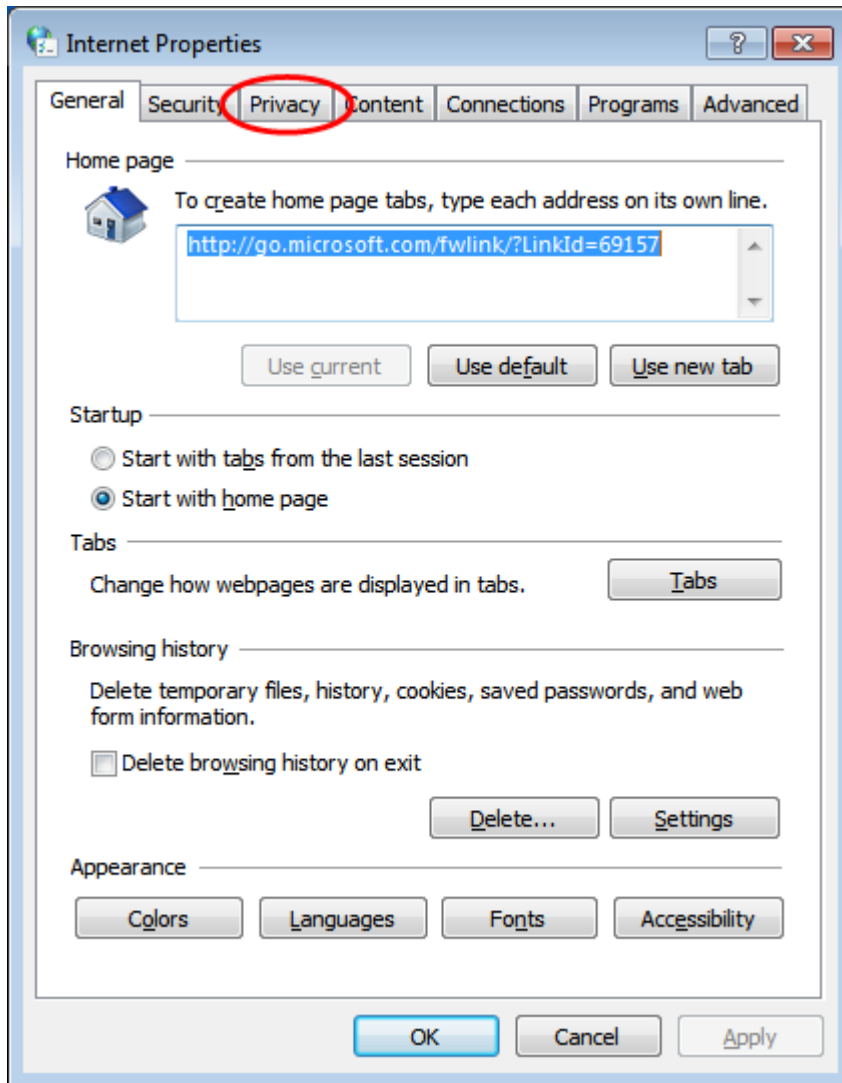 Internet Properties
General Security Privacy Content Connections Programs Advanced
Home page
To create home page tabs, type each address on its own line.
http://go.microsoft.com/fwlink/?LinkId=69157
Use current Use default Use new tab
Startup
Start with tabs from the last session
Start with home page
Tabs
Change how webpages are displayed in tabs. Tabs
Browsing history
Delete temporary files, history, cookies, saved passwords, and web
form information.
Delete browsing history on exit
Delete... Settings
Appearance
Colors Languages Fonts Accessibility
OK Cancel Apply